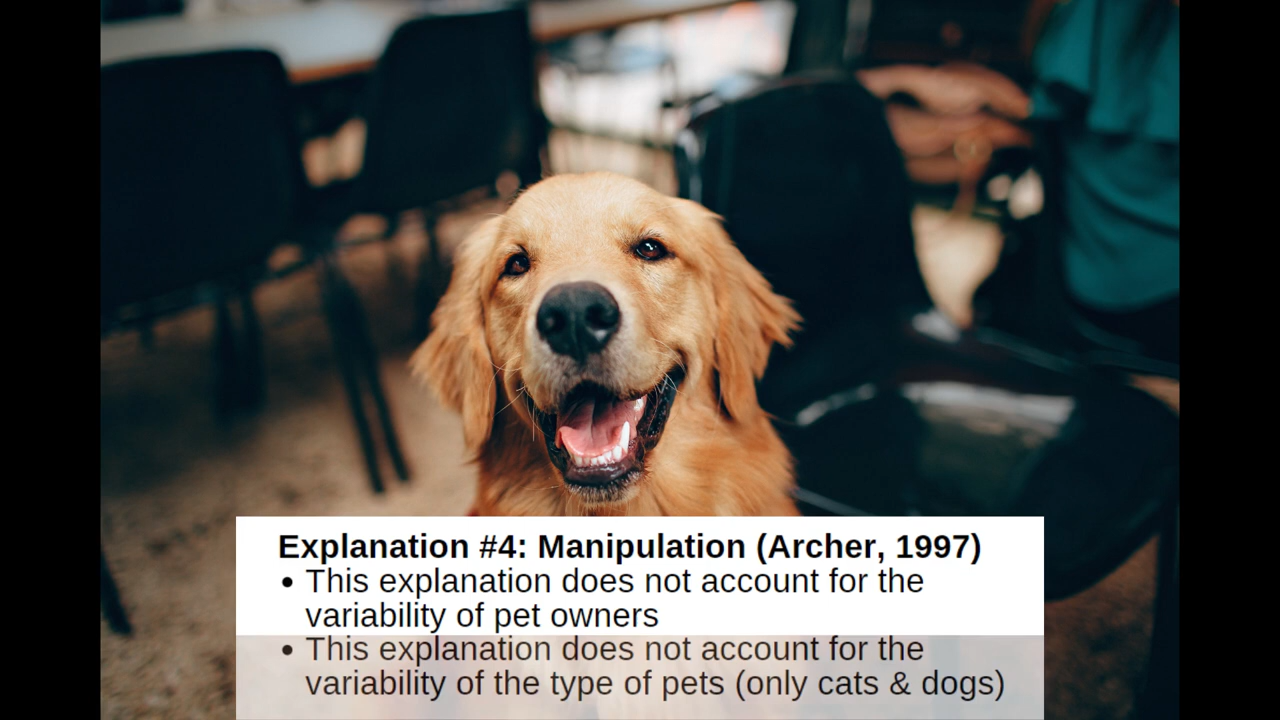 Explanation #4: Manipulation (Archer, 1997)
• This explanation does not account for the
variability of pet owners
• This explanation does not account for the
variability of the type of pets (only cats & dogs)